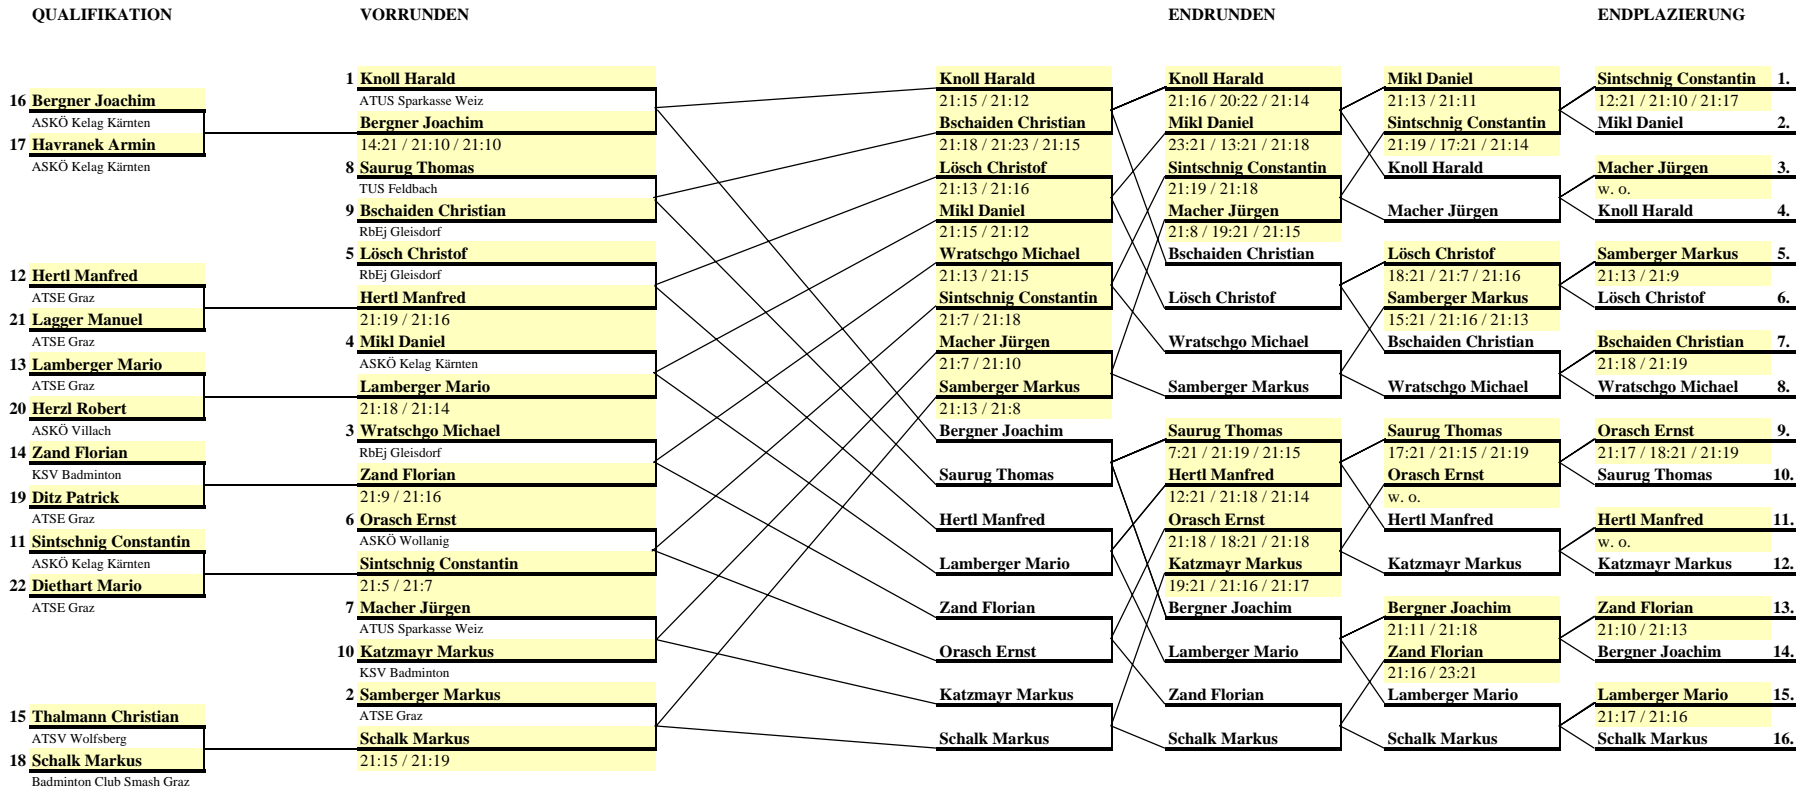 QUALIFIKATION
VORRUNDEN
ENDRUNDEN
ENDPLAZIERUNG
16 Bergner Joachim
ASKÖ Kelag Kärnten
17 Havranek Armin
ASKÖ Kelag Kärnten
12 Hertl Manfred
ATSE Graz
21 Lagger Manuel
ATSE Graz
13 Lamberger Mario
ATSE Graz
20 Herzl Robert
ASKÖ Villach
14 Zand Florian
KSV Badminton
19 Ditz Patrick
ATSE Graz
11 Sintschnig Constantin
ASKÖ Kelag Kärnten
22 Diethart Mario
ATSE Graz
15 Thalmann Christian
ATSV Wolfsberg
18 Schalk Markus
Badminton Club Smash Graz
1 Knoll Harald
ATUS Sparkasse Weiz
Bergner Joachim
14:21 / 21:10 / 21:10
8 Saurug Thomas
TUS Feldbach
9 Bschaiden Christian
RbEj Gleisdorf
5 Lösch Christof
RbEj Gleisdorf
Hertl Manfred
21:19 / 21:16
4 Mikl Daniel
ASKÖ Kelag Kärnten
Lamberger Mario
21:18 / 21:14
3 Wratschgo Michael
RbEj Gleisdorf
Zand Florian
21:9 / 21:16
6 Orasch Ernst
ASKÖ Wollanig
Sintschnig Constantin
21:5 / 21:7
7 Macher Jürgen
ATUS Sparkasse Weiz
10 Katzmayr Markus
KSV Badminton
2 Samberger Markus
ATSE Graz
Schalk Markus
21:15 / 21:19
Knoll Harald
21:15 / 21:12
Bschaiden Christian
21:18 / 21:23 / 21:15
Lösch Christof
21:13 / 21:16
Mikl Daniel
21:15 / 21:12
Wratschgo Michael
21:13 / 21:15
Sintschnig Constantin
21:7 / 21:18
Macher Jürgen
21:7 / 21:10
Samberger Markus
21:13 / 21:8
Bergner Joachim
Saurug Thomas
Hertl Manfred
Lamberger Mario
Zand Florian
Orasch Ernst
Katzmayr Markus
Schalk Markus
Knoll Harald
21:16 / 20:22 / 21:14
Mikl Daniel
23:21 / 13:21 / 21:18
Sintschnig Constantin
21:19 / 21:18
Macher Jürgen
21:8 / 19:21 / 21:15
Bschaiden Christian
Lösch Christof
Wratschgo Michael
Samberger Markus
Saurug Thomas
7:21 / 21:19 / 21:15
Hertl Manfred
12:21 / 21:18 / 21:14
Orasch Ernst
21:18 / 18:21 / 21:18
Katzmayr Markus
19:21 / 21:16 / 21:17
Bergner Joachim
Lamberger Mario
Zand Florian
Schalk Markus
Mikl Daniel
21:13 / 21:11
Sintschnig Constantin
21:19 / 17:21 / 21:14
Knoll Harald
Macher Jürgen
Lösch Christof
18:21 / 21:7 / 21:16
Samberger Markus
15:21 / 21:16 / 21:13
Bschaiden Christian
Wratschgo Michael
Saurug Thomas
17:21 / 21:15 / 21:19
Orasch Ernst
w. o.
Hertl Manfred
Katzmayr Markus
Bergner Joachim
21:11 / 21:18
Zand Florian
21:16 / 23:21
Lamberger Mario
Schalk Markus
Sintschnig Constantin 1.
12:21 / 21:10 / 21:17
Mikl Daniel 2.
Macher Jürgen 3.
w. o.
Knoll Harald 4.
Samberger Markus 5.
21:13 / 21:9
Lösch Christof 6.
Bschaiden Christian 7.
21:18 / 21:19
Wratschgo Michael 8.
Orasch Ernst 9.
21:17 / 18:21 / 21:19
Saurug Thomas 10.
Hertl Manfred 11.
w. o.
Katzmayr Markus 12.
Zand Florian 13.
21:10 / 21:13
Bergner Joachim 14.
Lamberger Mario 15.
21:17 / 21:16
Schalk Markus 16.